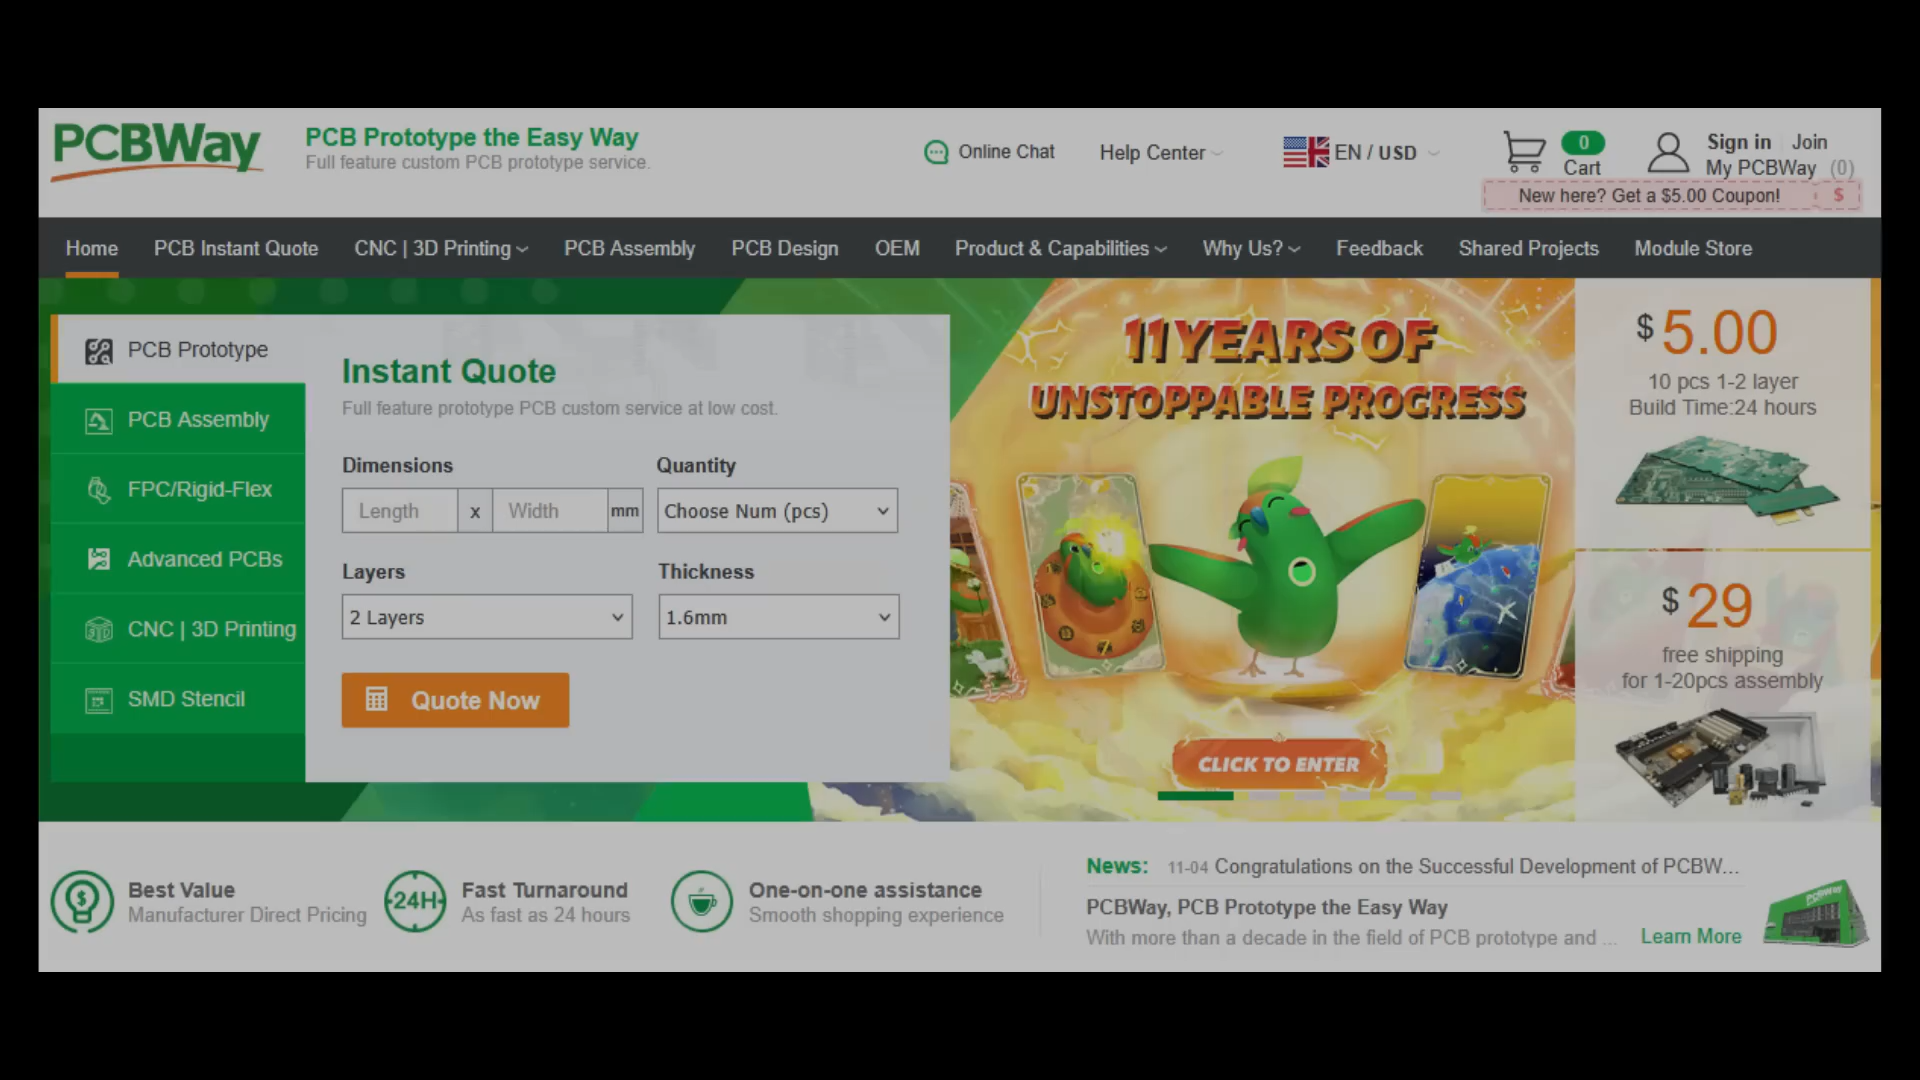 PCBWay
PCB Prototype the Easy Way
Full feature custom PCB prototype service.
Online Chat
Help Center
EN / USD
0
Cart
Sign in
Join
My PCBWay (0)
New here? Get a $5.00 Coupon! $
Home
PCB Instant Quote
CNC | 3D Printing
PCB Assembly
PCB Design
OEM
Product & Capabilities
Why Us?
Feedback
Shared Projects
Module Store
PCB Prototype
PCB Assembly
FPC/Rigid-Flex
Advanced PCBs
CNC | 3D Printing
SMD Stencil
Instant Quote
Full feature prototype PCB custom service at low cost.
Dimensions
Quantity
Length x Width mm
Choose Num (pcs)
Layers
Thickness
2 Layers
1.6mm
Quote Now
11 YEARS OF
UNSTOPPABLE PROGRESS
CLICK TO ENTER
$ 5.00
10 pcs 1-2 layer
Build Time:24 hours
$ 29
free shipping
for 1-20pcs assembly
Best Value
Manufacturer Direct Pricing
24H
Fast Turnaround
As fast as 24 hours
One-on-one assistance
Smooth shopping experience
News: 11-04 Congratulations on the Successful Development of PCBW...
PCBWay, PCB Prototype the Easy Way
With more than a decade in the field of PCB prototype and ...
Learn More
PCBWay